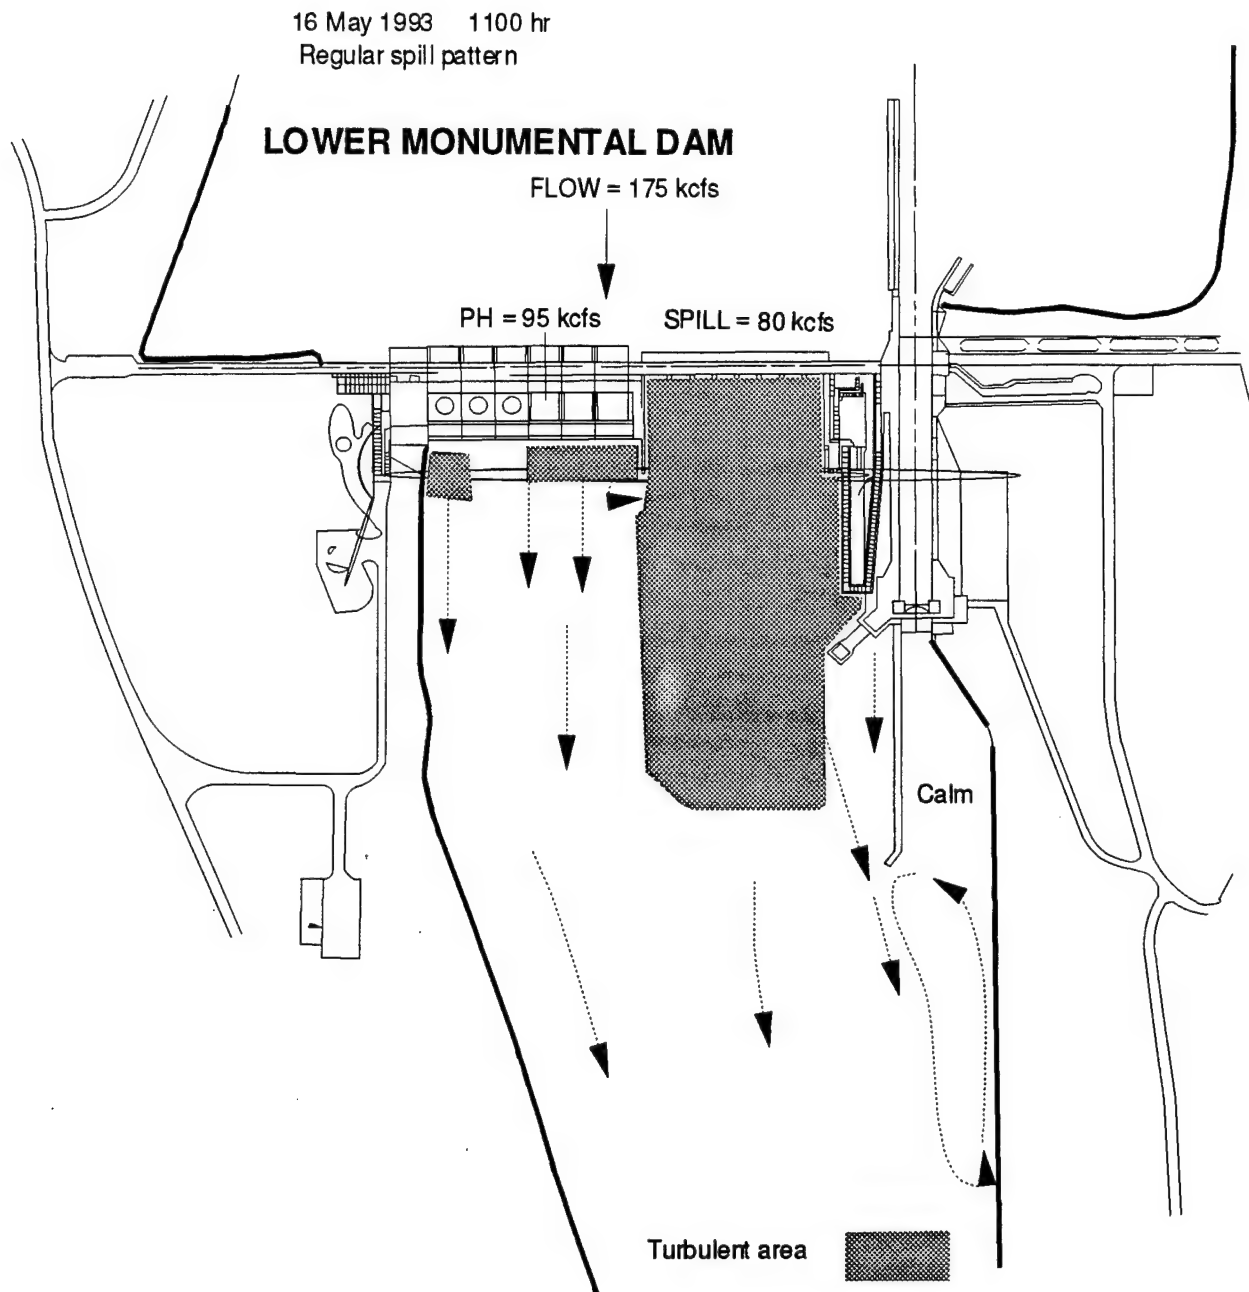 16 May 1993 1100 hr
Regular spill pattern
LOWER MONUMENTAL DAM
FLOW = 175 kcfs
PH = 95 kcfs SPILL = 80 kcfs
Calm
Turbulent area